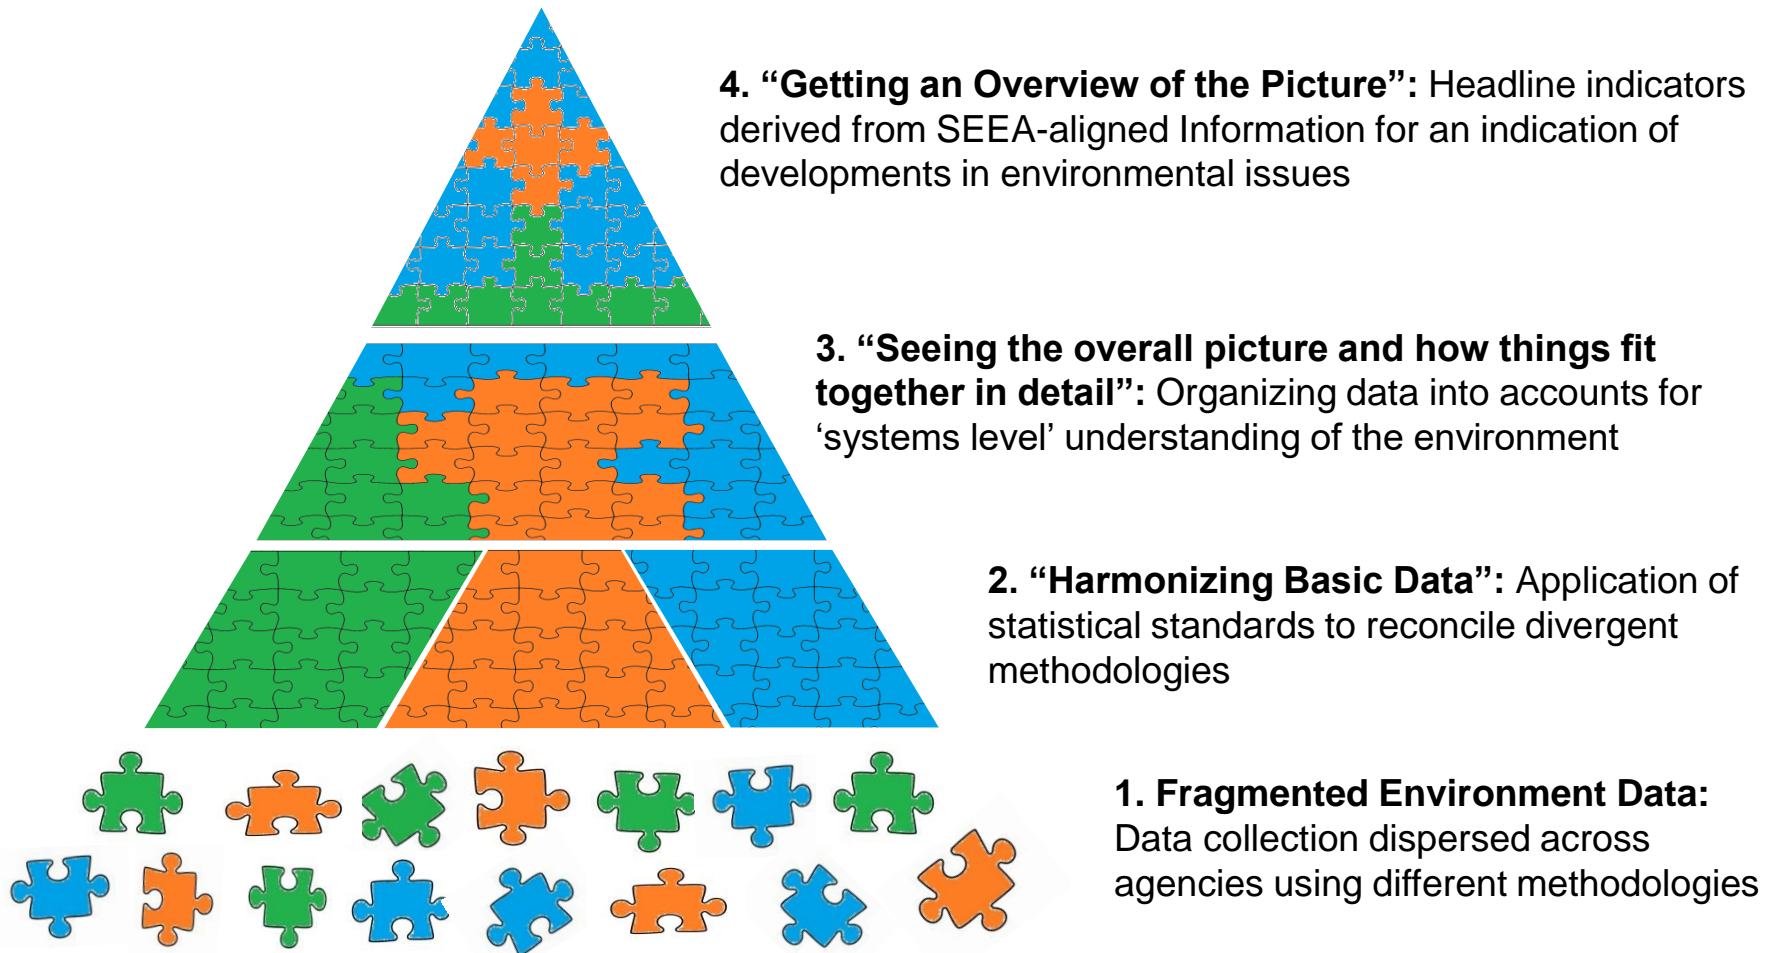 4. “Getting an Overview of the Picture”: Headline indicators
derived from SEEA-aligned Information for an indication of
developments in environmental issues
3. “Seeing the overall picture and how things fit
together in detail”: Organizing data into accounts for
‘systems level’ understanding of the environment
2. “Harmonizing Basic Data”: Application of
statistical standards to reconcile divergent
methodologies
1. Fragmented Environment Data:
Data collection dispersed across
agencies using different methodologies